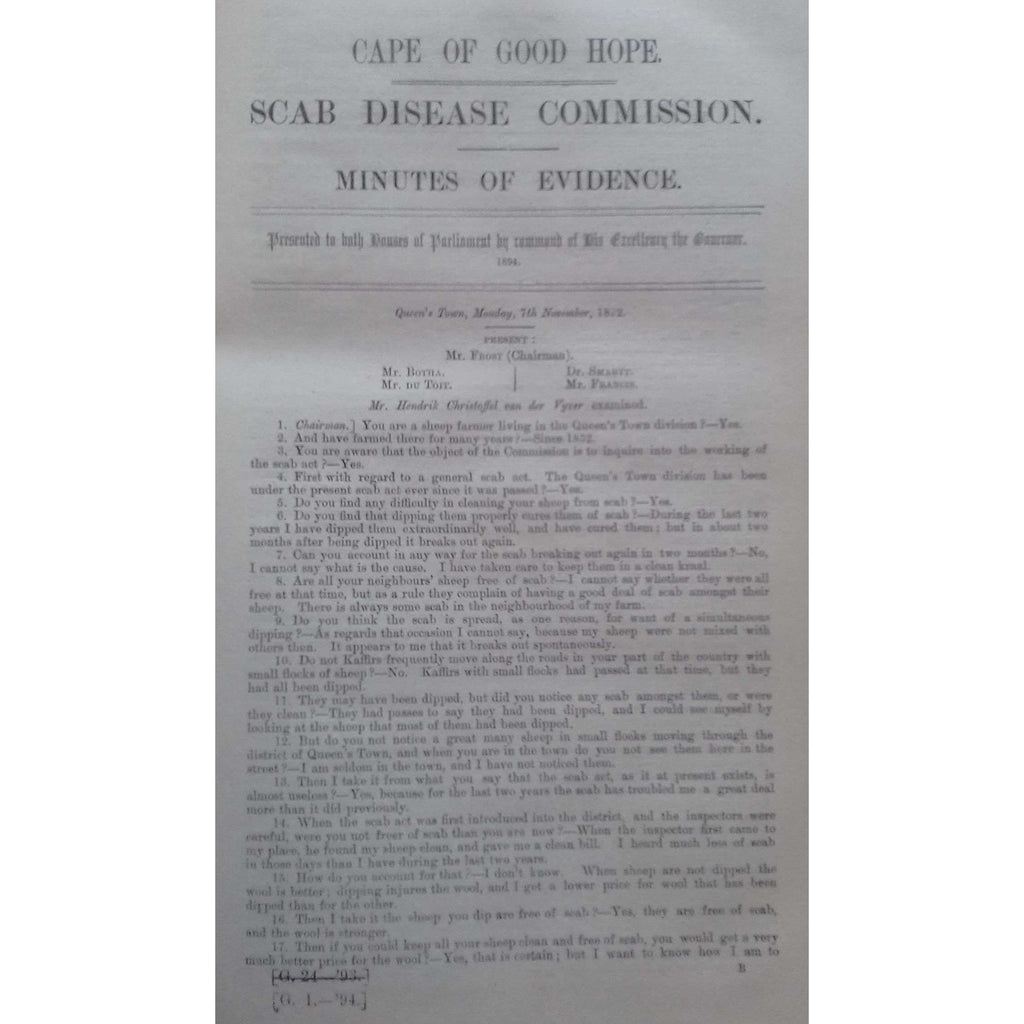 CAPE OF GOOD HOPE.
SCAB DISEASE COMMISSION.
MINUTES OF EVIDENCE.
Presented to both Houses of Parliament by command of His Excellency the Governor.
1894.
Queen's Town, Monday, 7th November, 1892.
PRESENT:
Mr. FROST (Chairman).
Mr. BOTHA.
Mr. DU TOIT.
Dr. SMARTT.
Mr. FRANCIS.
Mr. Hendrik Christoffel van der Vyver examined.
1. Chairman.] You are a sheep farmer living in the Queen's Town division?—Yes.
2. And have farmed there for many years?—Since 1852.
3. You are aware that the object of the Commission is to inquire into the working of
the scab act?—Yes.
4. First with regard to a general scab act. The Queen's Town division has been
under the present scab act ever since it was passed?—Yes.
5. Do you find any difficulty in cleaning your sheep from scab?—Yes.
6. Do you find that dipping them properly cures them of scab?—During the last two
years I have dipped them extraordinarily well, and have cured them; but in about two
months after being dipped it breaks out again.
7. Can you account in any way for the scab breaking out again in two months?—No,
I cannot say what is the cause. I have taken care to keep them in a clean kraal.
8. Are all your neighbours' sheep free of scab?—I cannot say whether they were all
free at that time, but as a rule they complain of having a good deal of scab amongst their
sheep. There is always some scab in the neighbourhood of my farm.
9. Do you think the scab is spread, as one reason, for want of a simultaneous
dipping?—As regards that occasion I cannot say, because my sheep were not mixed with
others then. It appears to me that it breaks out spontaneously.
10. Do not Kaffirs frequently move along the roads in your part of the country with
small flocks of sheep?—No. Kaffirs with small flocks had passed at that time, but they
had all been dipped.
11. They may have been dipped, but did you notice any scab amongst them, or were
they clean?—They had passes to say they had been dipped, and I could see myself by
looking at the sheep that most of them had been dipped.
12. But do you not notice a great many sheep in small flocks moving through the
district of Queen's Town, and when you are in the town do you not see them here in the
street?—I am seldom in the town, and I have not noticed them.
13. Then I take it from what you say that the scab act, as it at present exists, is
almost useless?—Yes, because for the last two years the scab has troubled me a great deal
more than it did previously.
14. When the scab act was first introduced into the district, and the inspectors were
careful, were you not freer of scab than you are now?—When the inspector first came to
my place, he found my sheep clean, and gave me a clean bill. I heard much less of scab
in those days than I have during the last two years.
15. How do you account for that?—I don't know. When sheep are not dipped the
wool is better; dipping injures the wool, and I get a lower price for wool that has been
dipped than for the other.
16. Then I take it the sheep you dip are free of scab?—Yes, they are free of scab,
and the wool is stronger.
17. Then if you could keep all your sheep clean and free of scab, you would get a very
much better price for the wool?—Yes, that is certain; but I want to know how I am to
[G. 24—'93.]
B
[G. 1.—'94.]